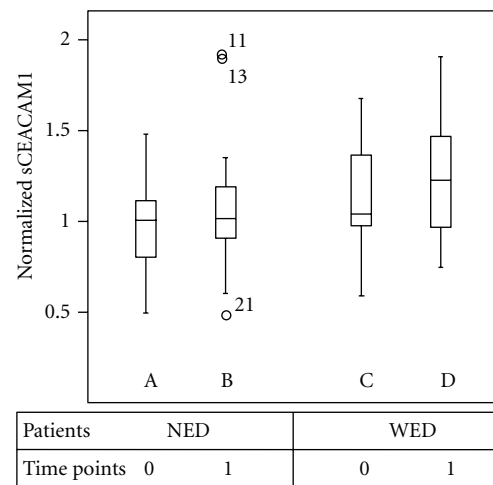 Normalized sCEACAM1
2
1.5
1
0.5
11
13
21
A B C D
Patients NED WED
Time points 0 1 0 1